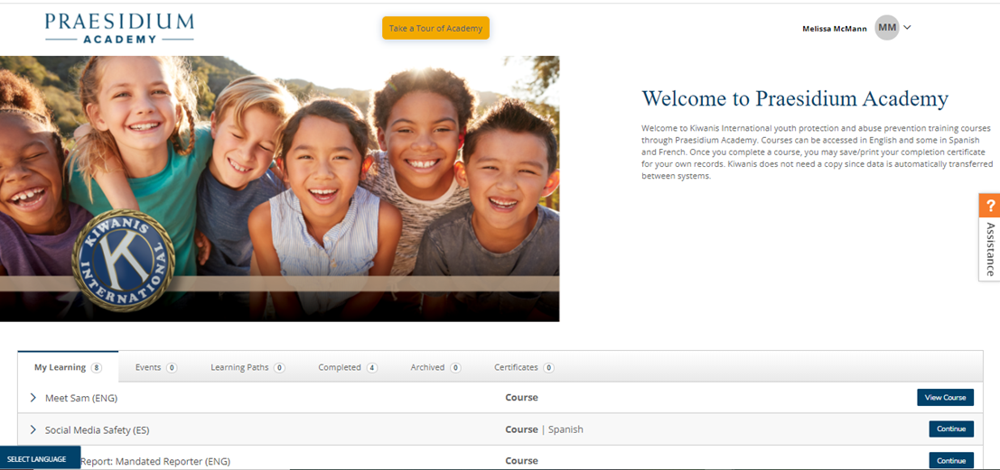 PRAESIDIUM
ACADEMY
Take a Tour of Academy
Melissa McMann MM
Welcome to Praesidium Academy
Welcome to Kiwanis International youth protection and abuse prevention training courses
through Praesidium Academy. Courses can be accessed in English and some in Spanish
and French. Once you complete a course, you may save/print your completion certificate
for your own records. Kiwanis does not need a copy since data is automatically transferred
between systems.
KIWANIS
K
INTERNATIONAL
?
Assistance
My Learning 8 Events 0 Learning Paths 0 Completed 4 Archived 0 Certificates 0
Meet Sam (ENG) Course View Course
Social Media Safety (ES) Course | Spanish Continue
SELECT LANGUAGE Report: Mandated Reporter (ENG) Course Continue